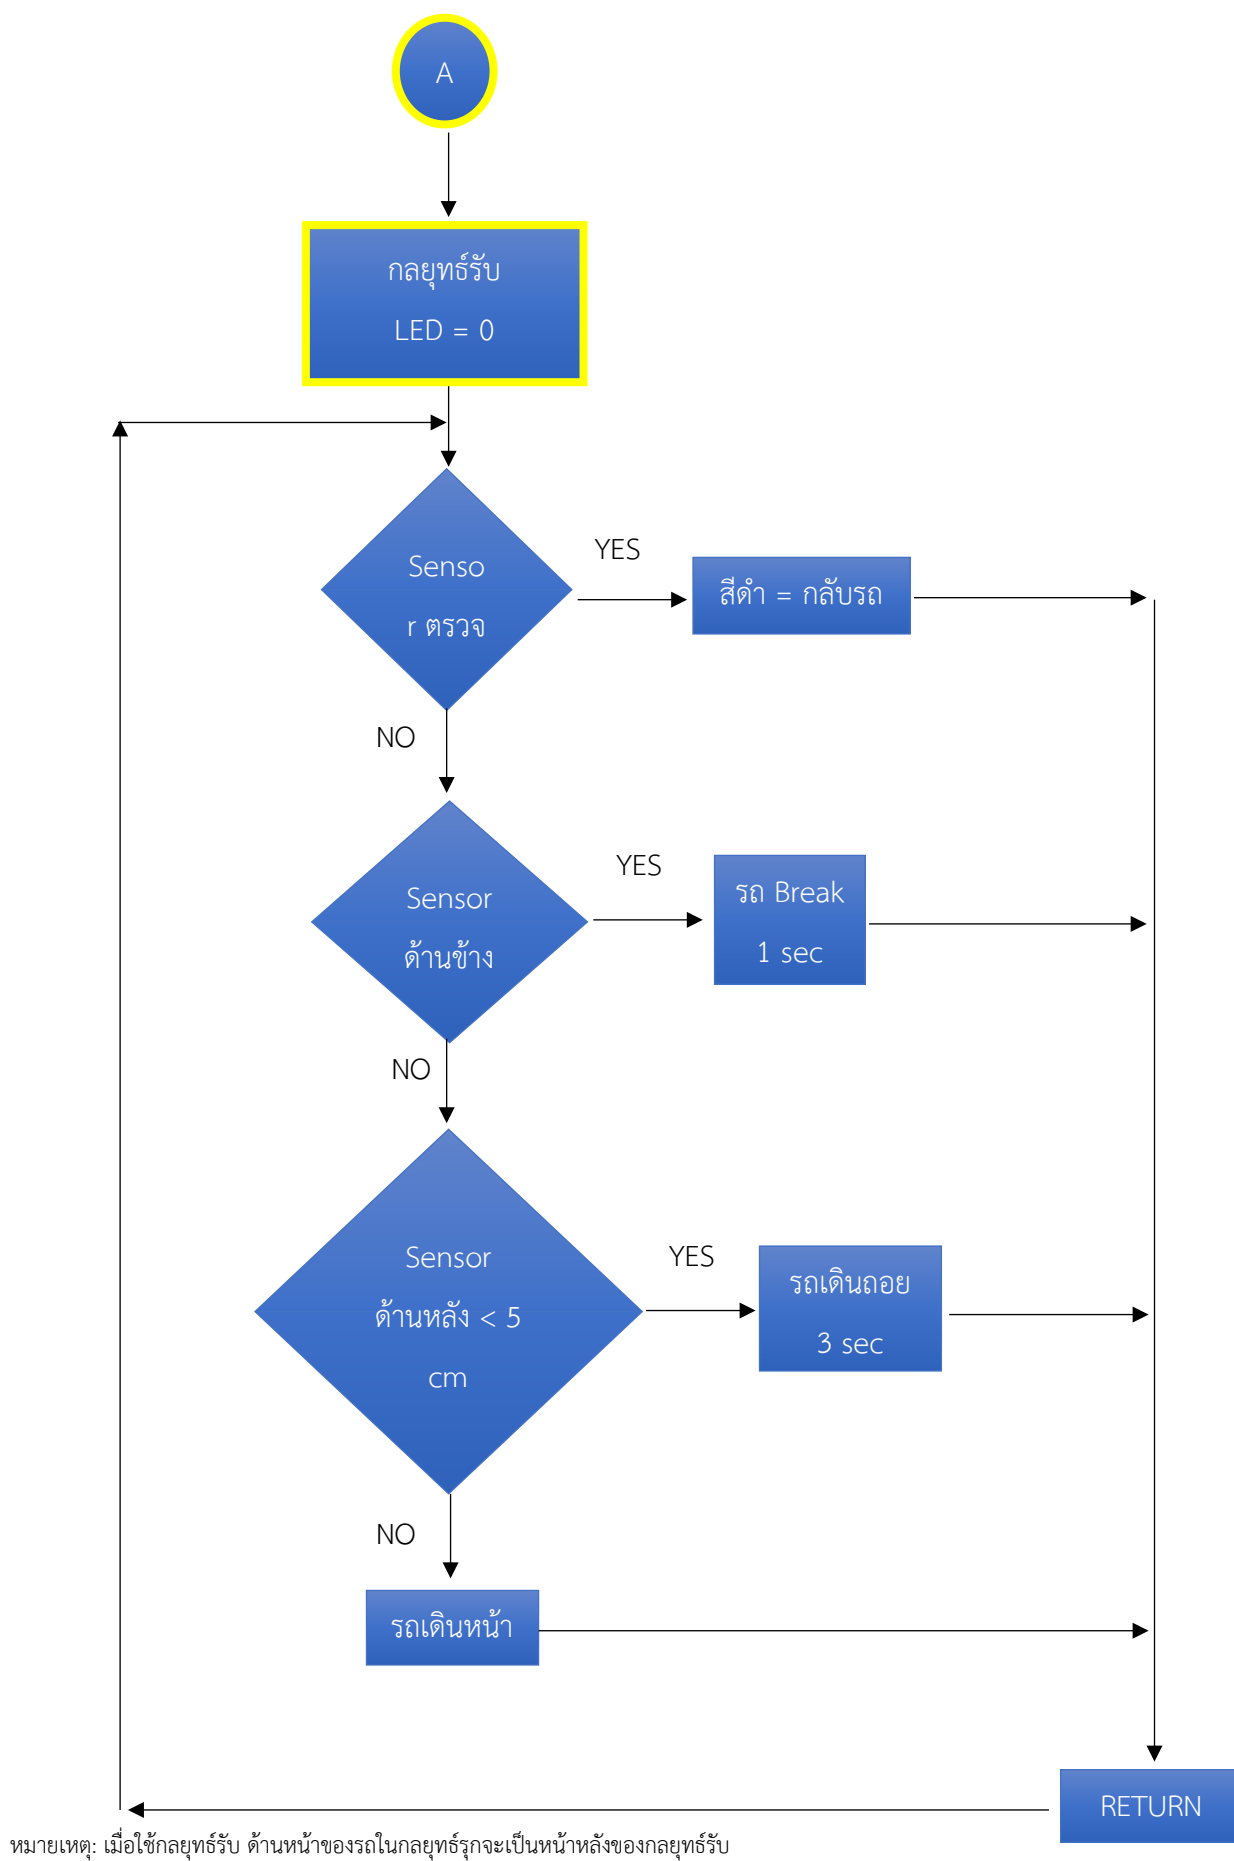 A
กลยุทธ์รับ
LED = 0
Senso
r ตรวจ
YES
สีดำ = กลับรถ
NO
Sensor
ด้านข้าง
YES
รถ Break
1 sec
NO
Sensor
ด้านหลัง < 5
cm
YES
รถเดินถอย
3 sec
NO
รถเดินหน้า
RETURN
หมายเหตุ: เมื่อใช้กลยุทธ์รับ ด้านหน้าของรถในกลยุทธ์รุกจะเป็นหน้าหลังของกลยุทธ์รับ